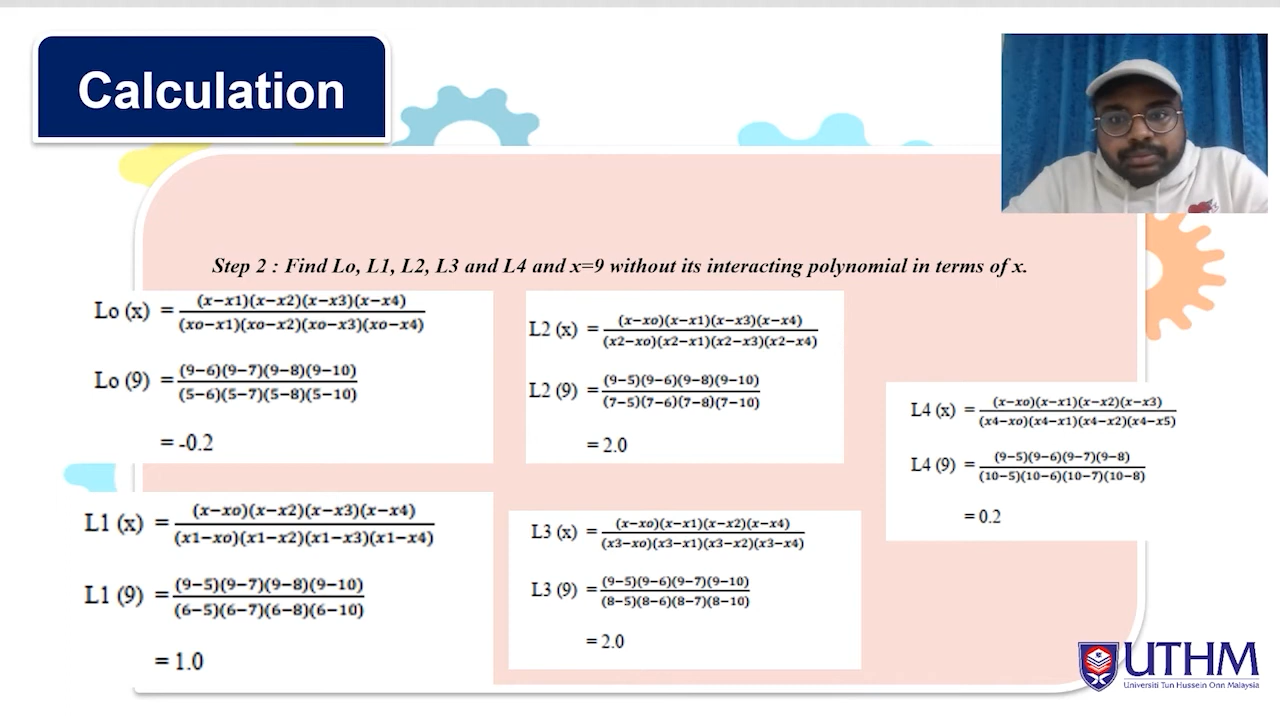 Calculation
Step 2 : Find Lo, L1, L2, L3 and L4 and x=9 without its interacting polynomial in terms of x.
Lo (x) = (x−x1)(x−x2)(x−x3)(x−x4)
(xo−x1)(xo−x2)(xo−x3)(xo−x4)
Lo (9) = (9−6)(9−7)(9−8)(9−10)
(5−6)(5−7)(5−8)(5−10)
= -0.2
L1 (x) = (x−xo)(x−x2)(x−x3)(x−x4)
(x1−xo)(x1−x2)(x1−x3)(x1−x4)
L1 (9) = (9−5)(9−7)(9−8)(9−10)
(6−5)(6−7)(6−8)(6−10)
= 1.0
L2 (x) = (x−xo)(x−x1)(x−x3)(x−x4)
(x2−xo)(x2−x1)(x2−x3)(x2−x4)
L2 (9) = (9−5)(9−6)(9−8)(9−10)
(7−5)(7−6)(7−8)(7−10)
= 2.0
L3 (x) = (x−xo)(x−x1)(x−x2)(x−x4)
(x3−xo)(x3−x1)(x3−x2)(x3−x4)
L3 (9) = (9−5)(9−6)(9−7)(9−10)
(8−5)(8−6)(8−7)(8−10)
= 2.0
L4 (x) = (x−xo)(x−x1)(x−x2)(x−x3)
(x4−xo)(x4−x1)(x4−x2)(x4−x5)
L4 (9) = (9−5)(9−6)(9−7)(9−8)
(10−5)(10−6)(10−7)(10−8)
= 0.2
UTHM
Universiti Tun Hussein Onn Malaysia